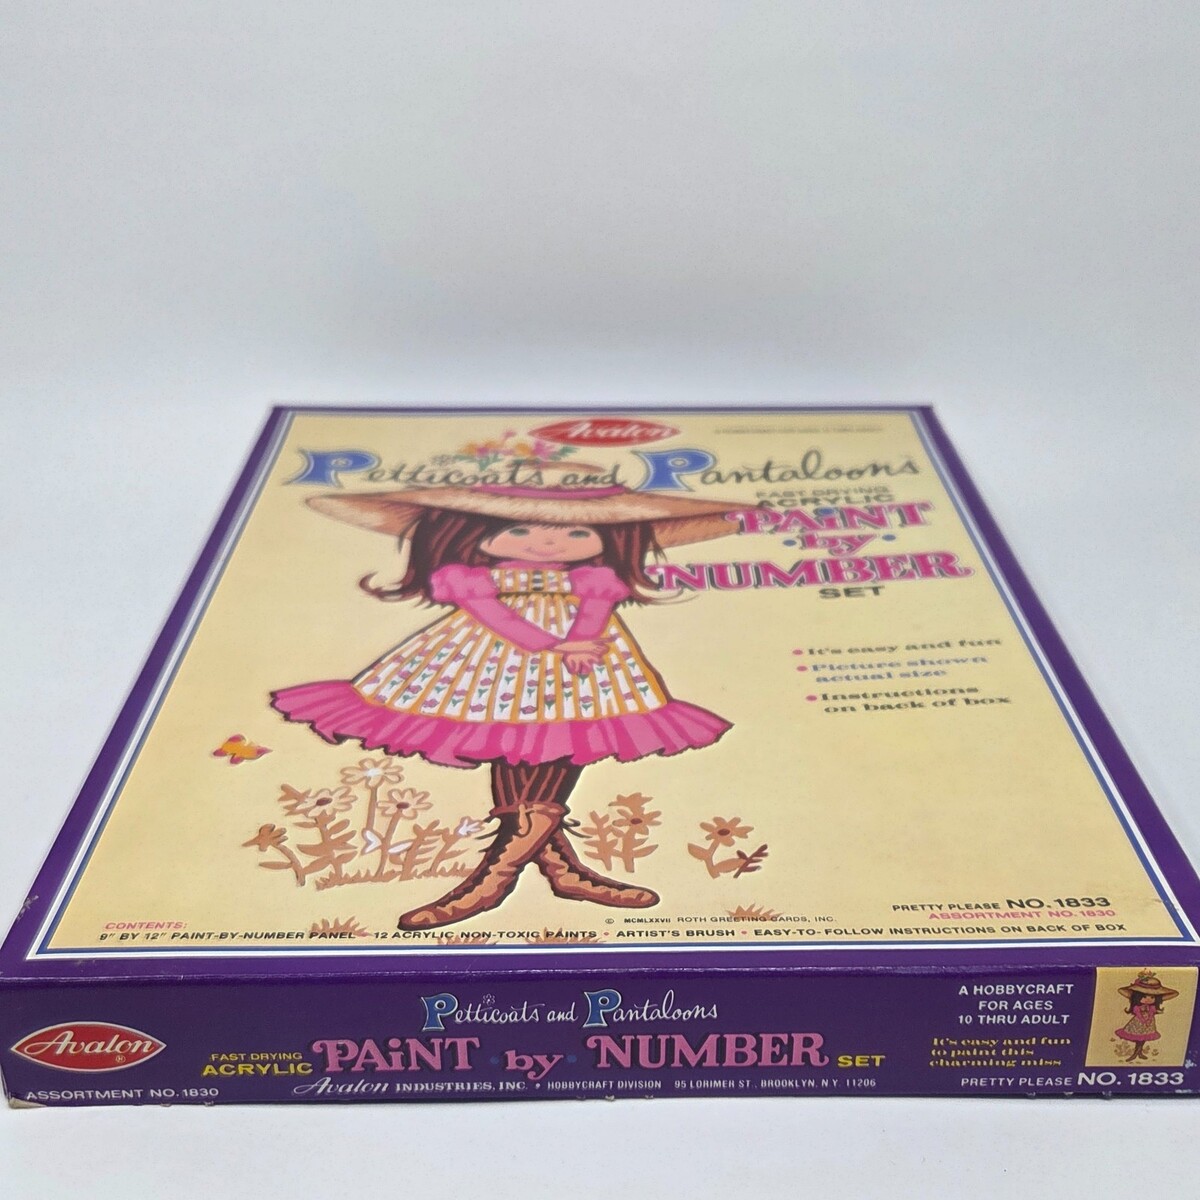 Avalon
Petticoats and Pantaloons
FAST DRYING
ACRYLIC
PAiNT
• by •
NUMBER
SET
• It's easy and fun
• Picture shown
actual size
• Instructions
on back of box
PRETTY PLEASE NO. 1833
ASSORTMENT NO. 1830
© MCMLXXVII ROTH GREETING CARDS, INC.
CONTENTS:
9" BY 12" PAINT-BY-NUMBER PANEL • 12 ACRYLIC NON-TOXIC PAINTS • ARTIST'S BRUSH • EASY-TO-FOLLOW INSTRUCTIONS ON BACK OF BOX
Avalon ®
ASSORTMENT NO. 1830
Petticoats and Pantaloons
FAST DRYING
ACRYLIC
PAiNT • by • NUMBER SET
Avalon INDUSTRIES, INC. • HOBBYCRAFT DIVISION 95 LORIMER ST., BROOKLYN, N.Y. 11206
A HOBBYCRAFT
FOR AGES
10 THRU ADULT
It's easy and fun
to paint this
charming miss
PRETTY PLEASE NO. 1833